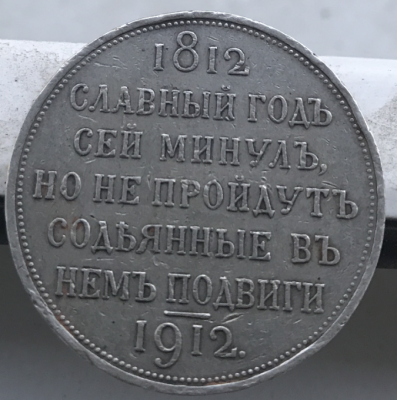 1812
СЛАВНЫЙ ГОДЪ
СЕЙ МИНУЛЪ,
НО НЕ ПРОЙДУТЪ
СОДѢЯННЫЕ ВЪ
НЕМЪ ПОДВИГИ
1912.